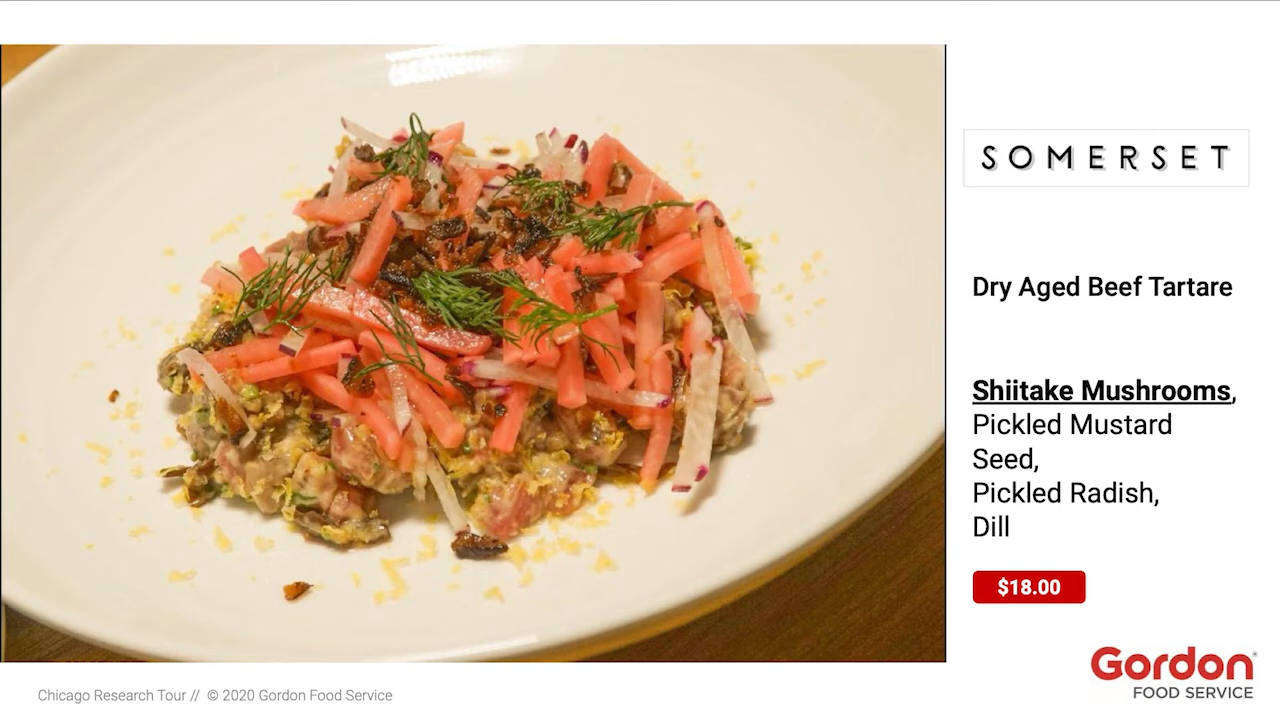 SOMERSET
Dry Aged Beef Tartare
Shiitake Mushrooms,
Pickled Mustard
Seed,
Pickled Radish,
Dill
$18.00
Gordon
FOOD SERVICE
Chicago Research Tour // © 2020 Gordon Food Service